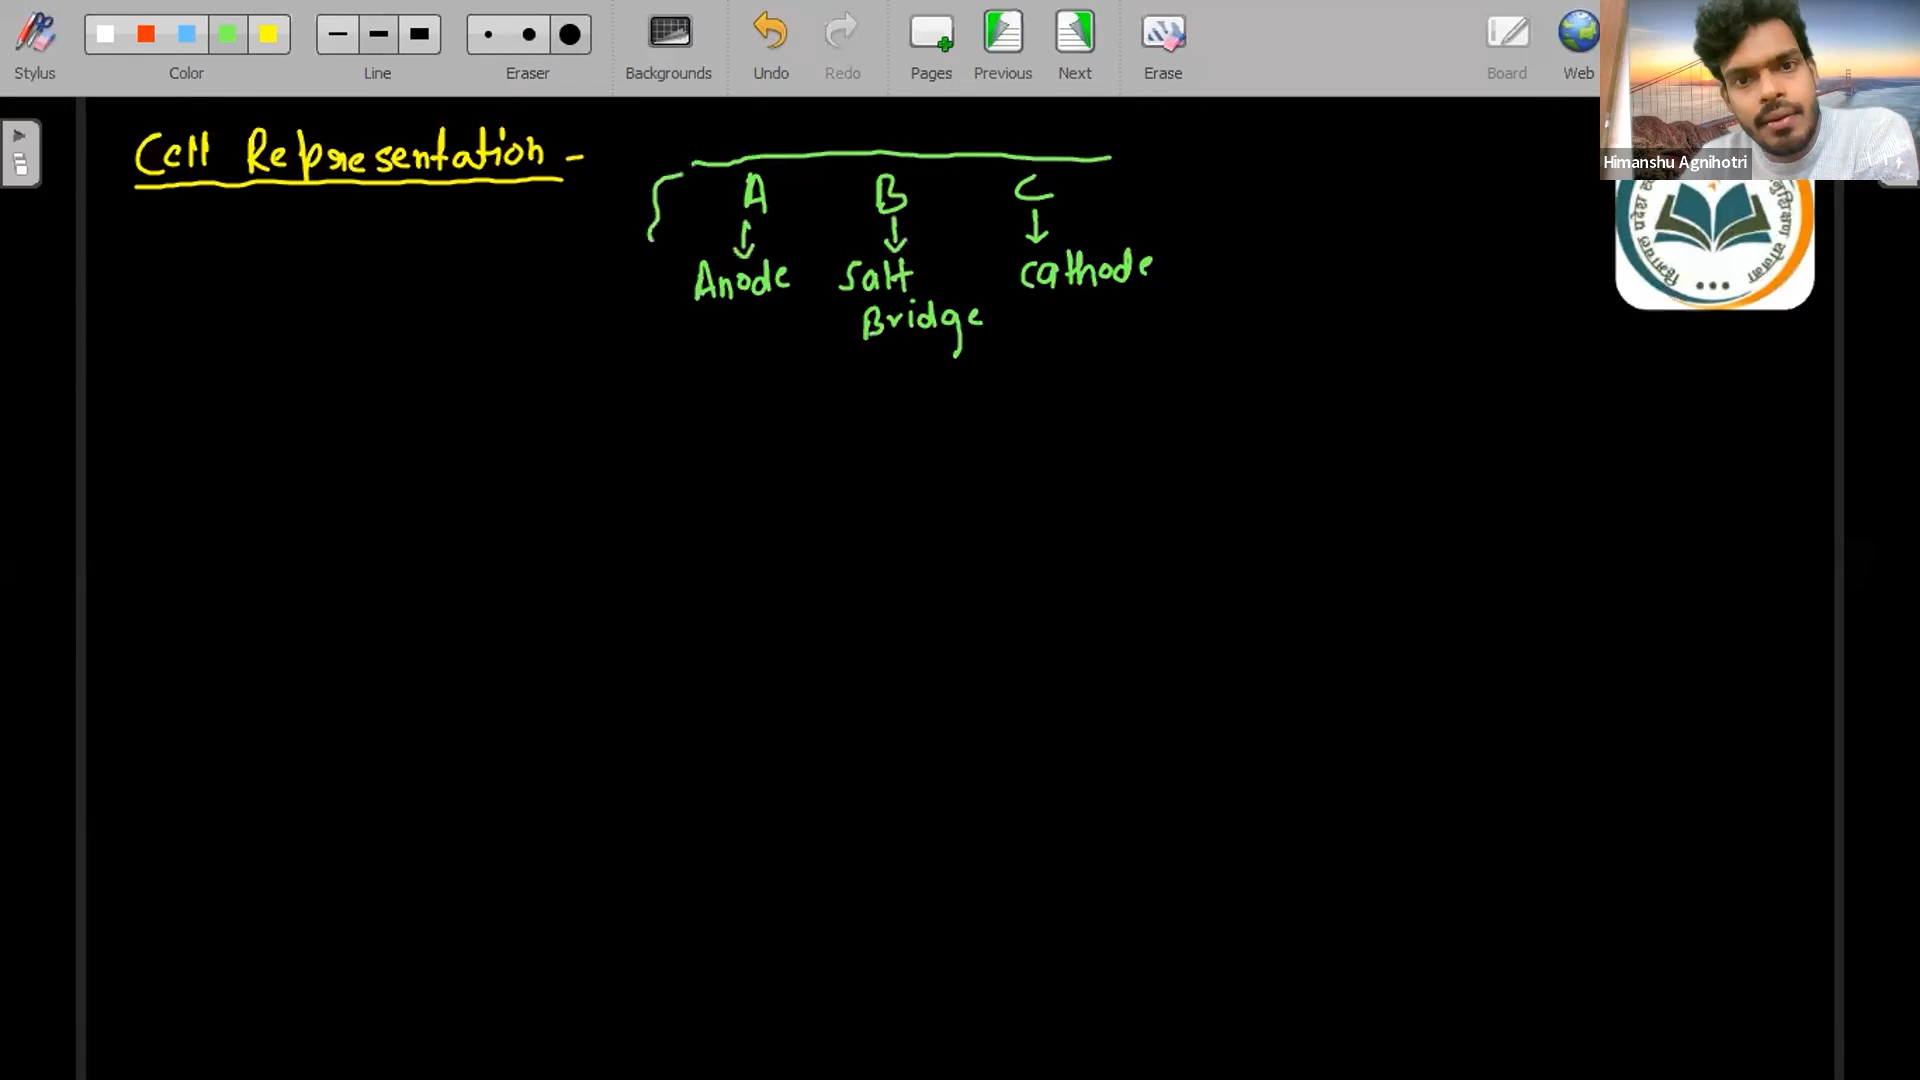 Stylus Color Line Eraser Backgrounds Undo Redo Pages Previous Next Erase Board Web
Himanshu Agnihotri
Cell Representation -
A B C
Anode Salt Bridge Cathode